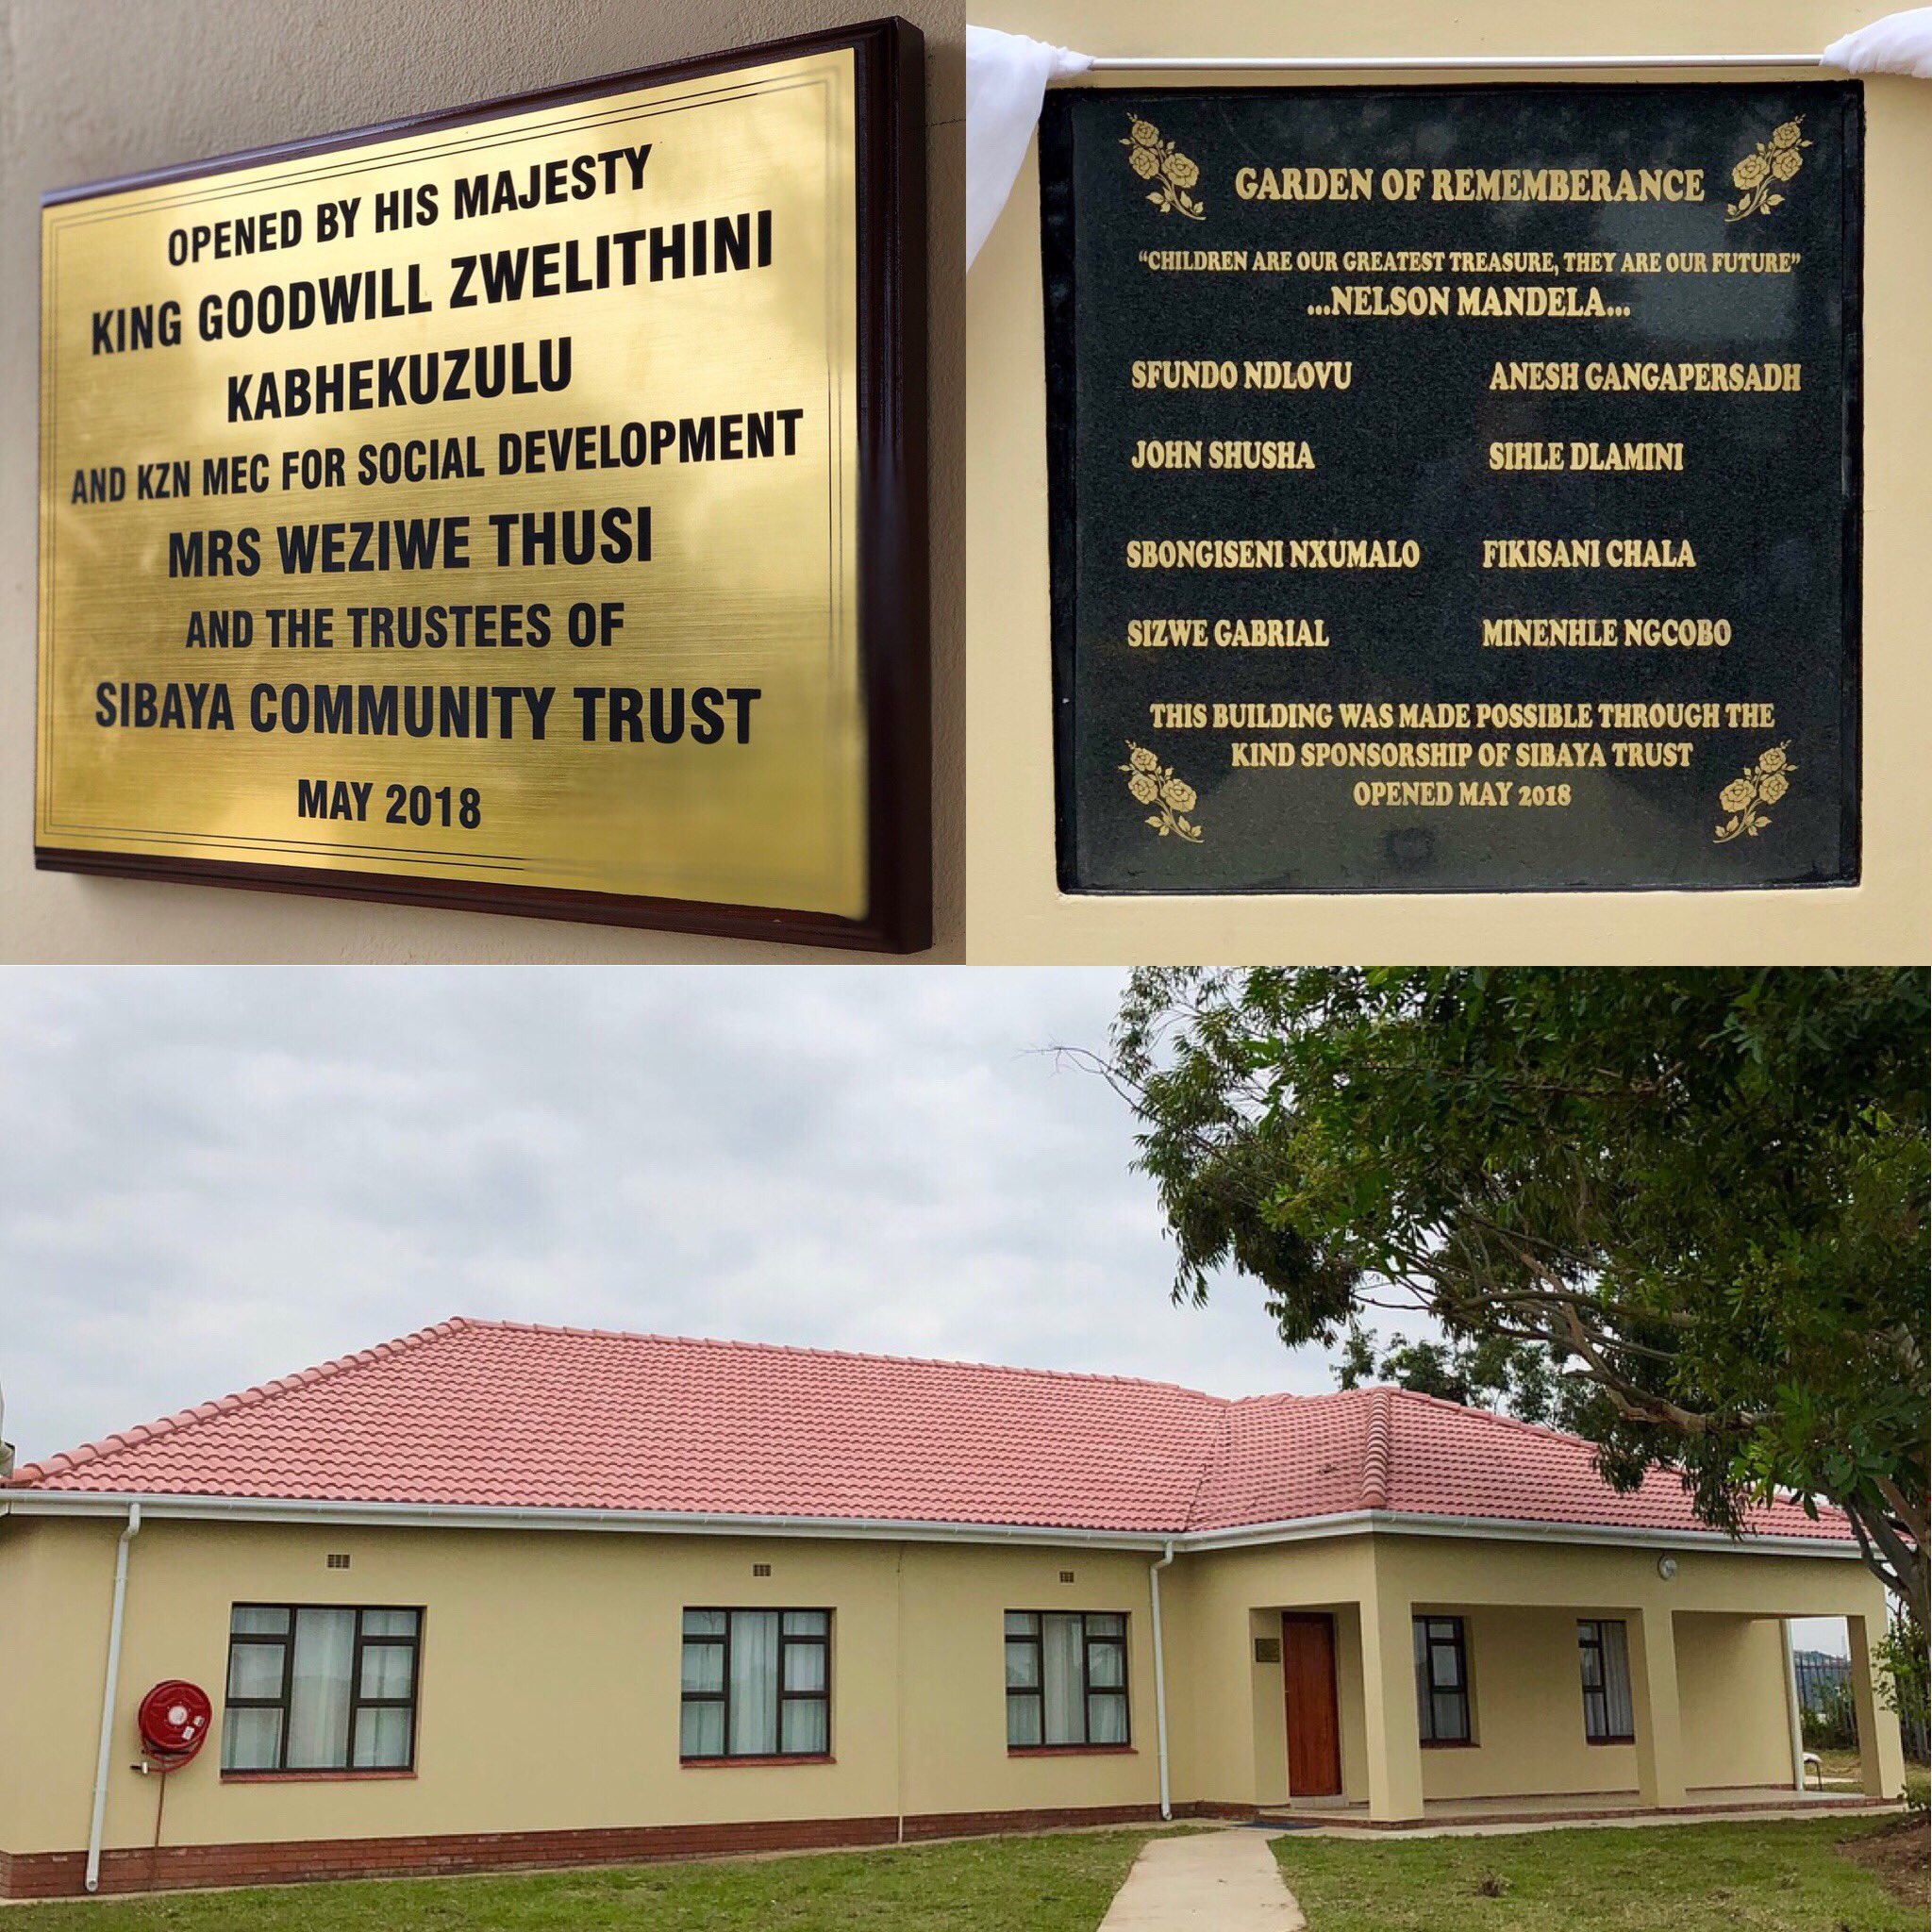 OPENED BY HIS MAJESTY
KING GOODWILL ZWELITHINI
KABHEKUZULU
AND KZN MEC FOR SOCIAL DEVELOPMENT
MRS WEZIWE THUSI
AND THE TRUSTEES OF
SIBAYA COMMUNITY TRUST
MAY 2018
GARDEN OF REMEMBERANCE
“CHILDREN ARE OUR GREATEST TREASURE, THEY ARE OUR FUTURE”
...NELSON MANDELA...
SFUNDO NDLOVU ANESH GANGAPERSADH
JOHN SHUSHA SIHLE DLAMINI
SBONGISENI NXUMALO FIKISANI CHALA
SIZWE GABRIAL MINENHLE NGCOBO
THIS BUILDING WAS MADE POSSIBLE THROUGH THE
KIND SPONSORSHIP OF SIBAYA TRUST
OPENED MAY 2018